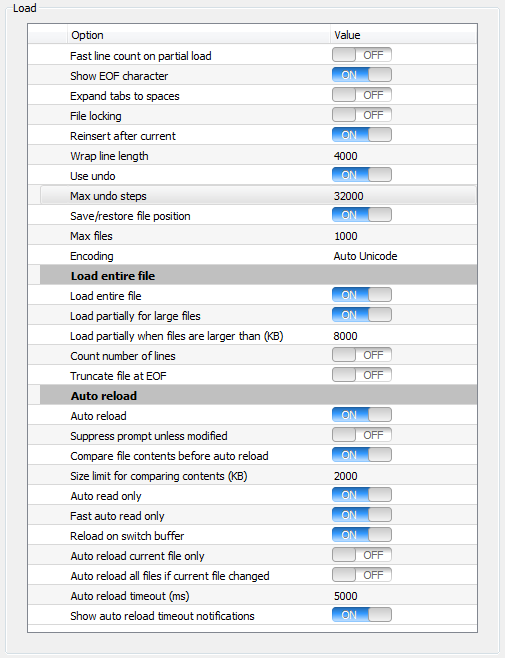 Load
Option Value
Fast line count on partial load OFF
Show EOF character ON
Expand tabs to spaces OFF
File locking OFF
Reinsert after current ON
Wrap line length 4000
Use undo ON
Max undo steps 32000
Save/restore file position ON
Max files 1000
Encoding Auto Unicode
Load entire file
Load entire file ON
Load partially for large files ON
Load partially when files are larger than (KB) 8000
Count number of lines OFF
Truncate file at EOF OFF
Auto reload
Auto reload ON
Suppress prompt unless modified OFF
Compare file contents before auto reload ON
Size limit for comparing contents (KB) 2000
Auto read only ON
Fast auto read only ON
Reload on switch buffer ON
Auto reload current file only OFF
Auto reload all files if current file changed OFF
Auto reload timeout (ms) 5000
Show auto reload timeout notifications ON